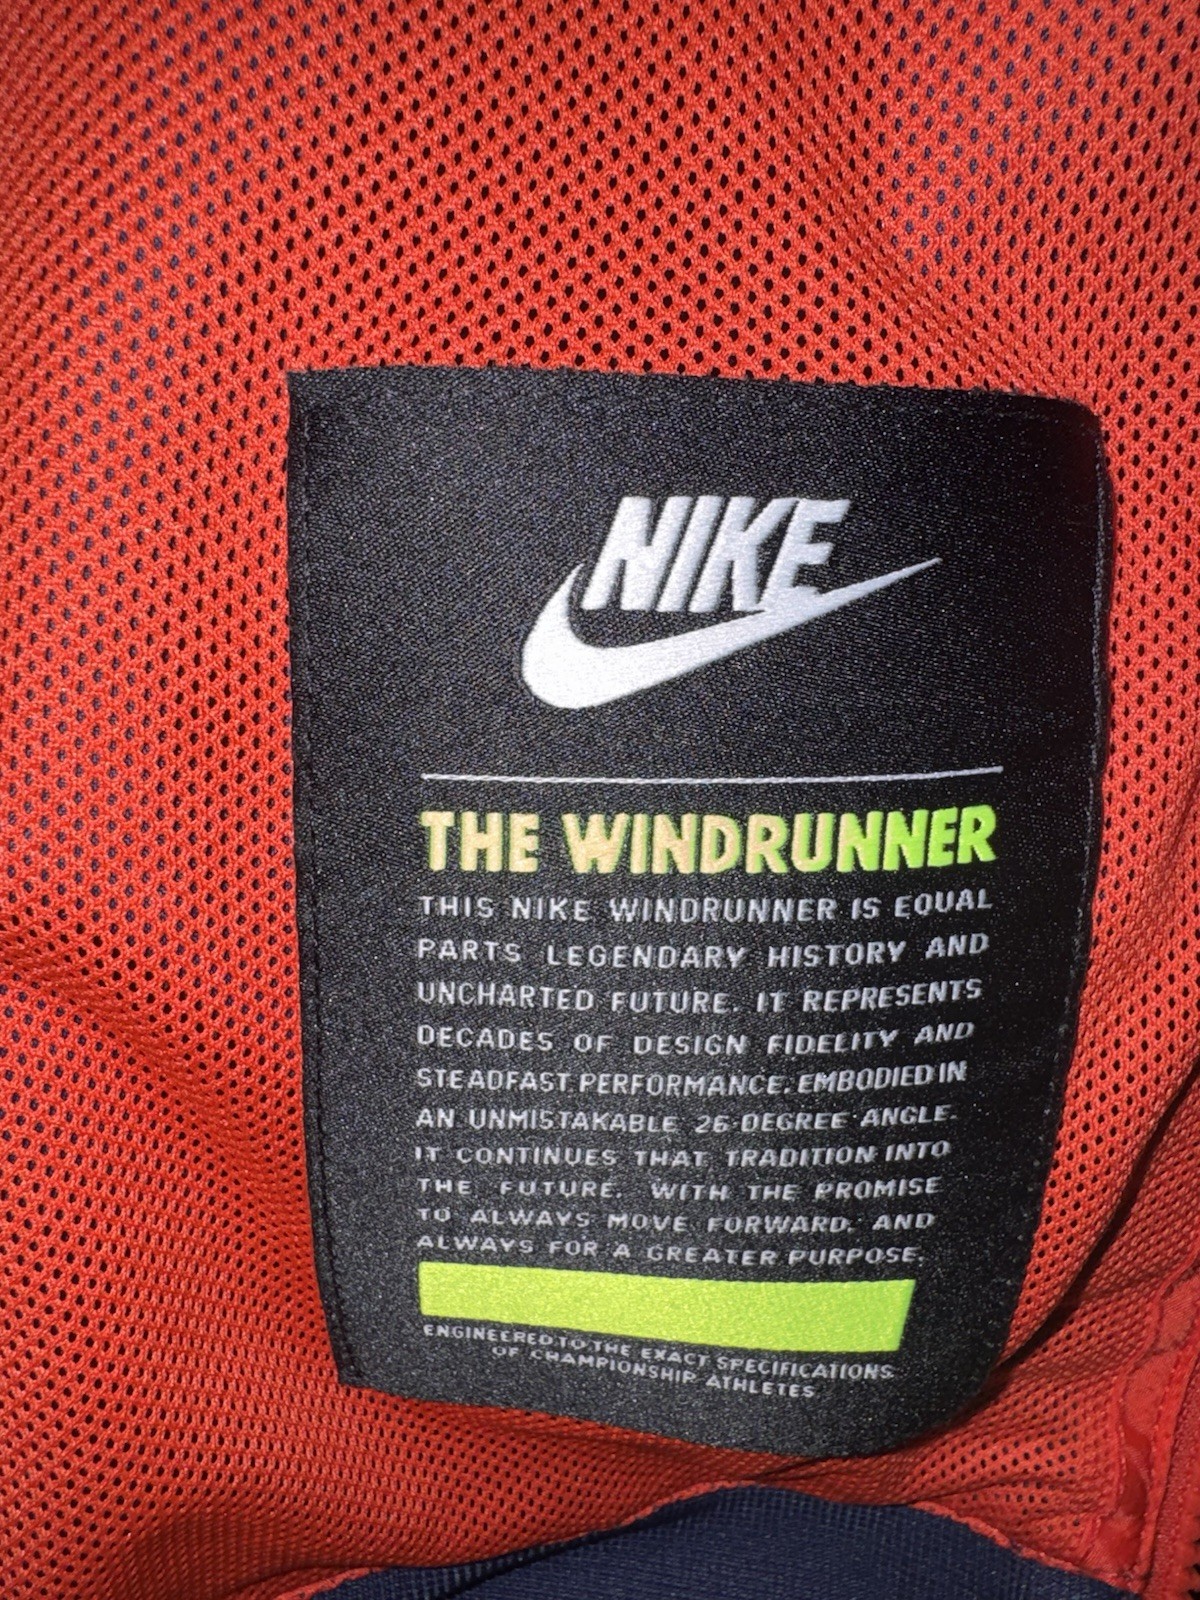 NIKE
THE WINDRUNNER
THIS NIKE WINDRUNNER IS EQUAL
PARTS LEGENDARY HISTORY AND
UNCHARTED FUTURE. IT REPRESENTS
DECADES OF DESIGN FIDELITY AND
STEADFAST PERFORMANCE, EMBODIED IN
AN UNMISTAKABLE 26-DEGREE ANGLE.
IT CONTINUES THAT TRADITION INTO
THE FUTURE, WITH THE PROMISE
TO ALWAYS MOVE FORWARD, AND
ALWAYS FOR A GREATER PURPOSE.
ENGINEERED TO THE EXACT SPECIFICATIONS
OF CHAMPIONSHIP ATHLETES